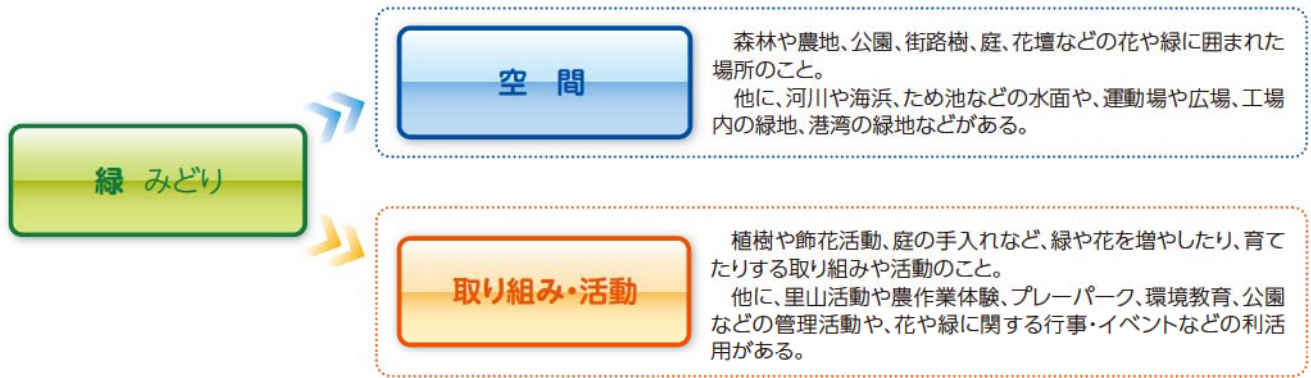 空 間
森林や農地、公園、街路樹、庭、花壇などの花や緑に囲まれた
場所のこと。
他に、河川や海浜、ため池などの水面や、運動場や広場、工場
内の緑地、港湾の緑地などがある。
緑 みどり
取り組み・活動
植樹や飾花活動、庭の手入れなど、緑や花を増やしたり、育て
たりする取り組みや活動のこと。
他に、里山活動や農作業体験、プレーパーク、環境教育、公園
などの管理活動や、花や緑に関する行事・イベントなどの利活
用がある。